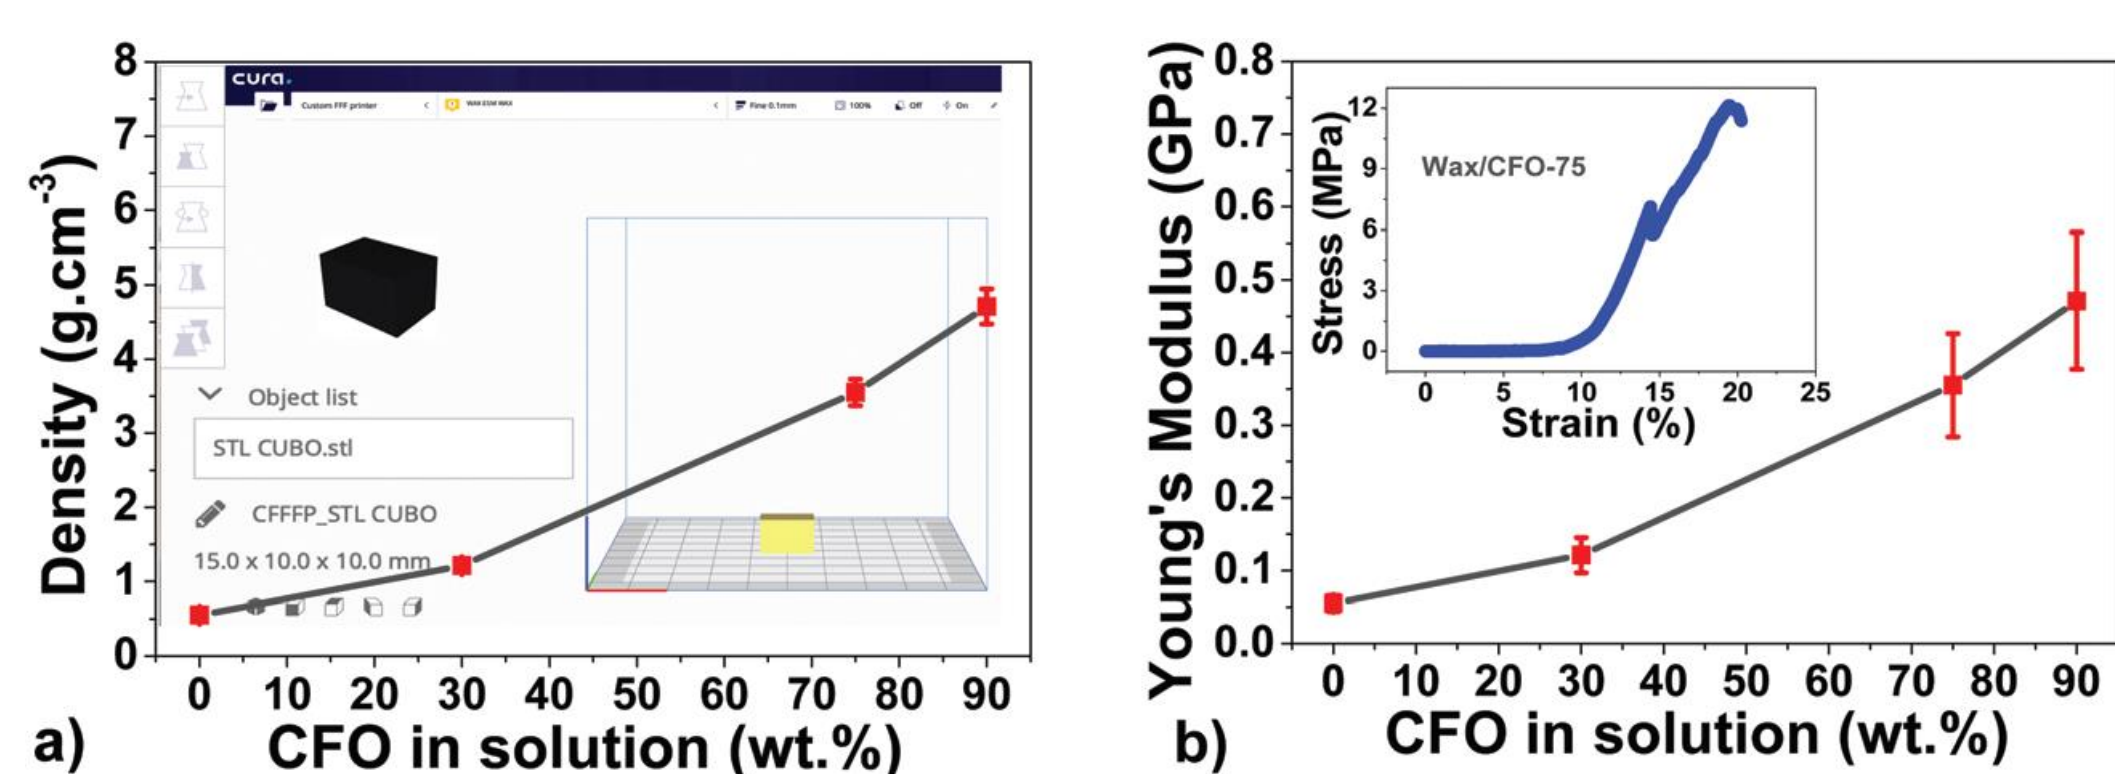 8
7
6
5
4
3
2
1
0
Density (g.cm-3)
cura.
Custom FFF printer < WAX ESM WAX < Fine 0.1mm 100% Off On
Object list
STL CUBO.stl
CFFFP_STL CUBO
15.0 x 10.0 x 10.0 mm
0 10 20 30 40 50 60 70 80 90
CFO in solution (wt.%)
a)
0.8
0.7
0.6
0.5
0.4
0.3
0.2
0.1
0.0
Young's Modulus (GPa)
12
9
6
3
0
Stress (MPa)
Wax/CFO-75
0 5 10 15 20 25
Strain (%)
0 10 20 30 40 50 60 70 80 90
CFO in solution (wt.%)
b)